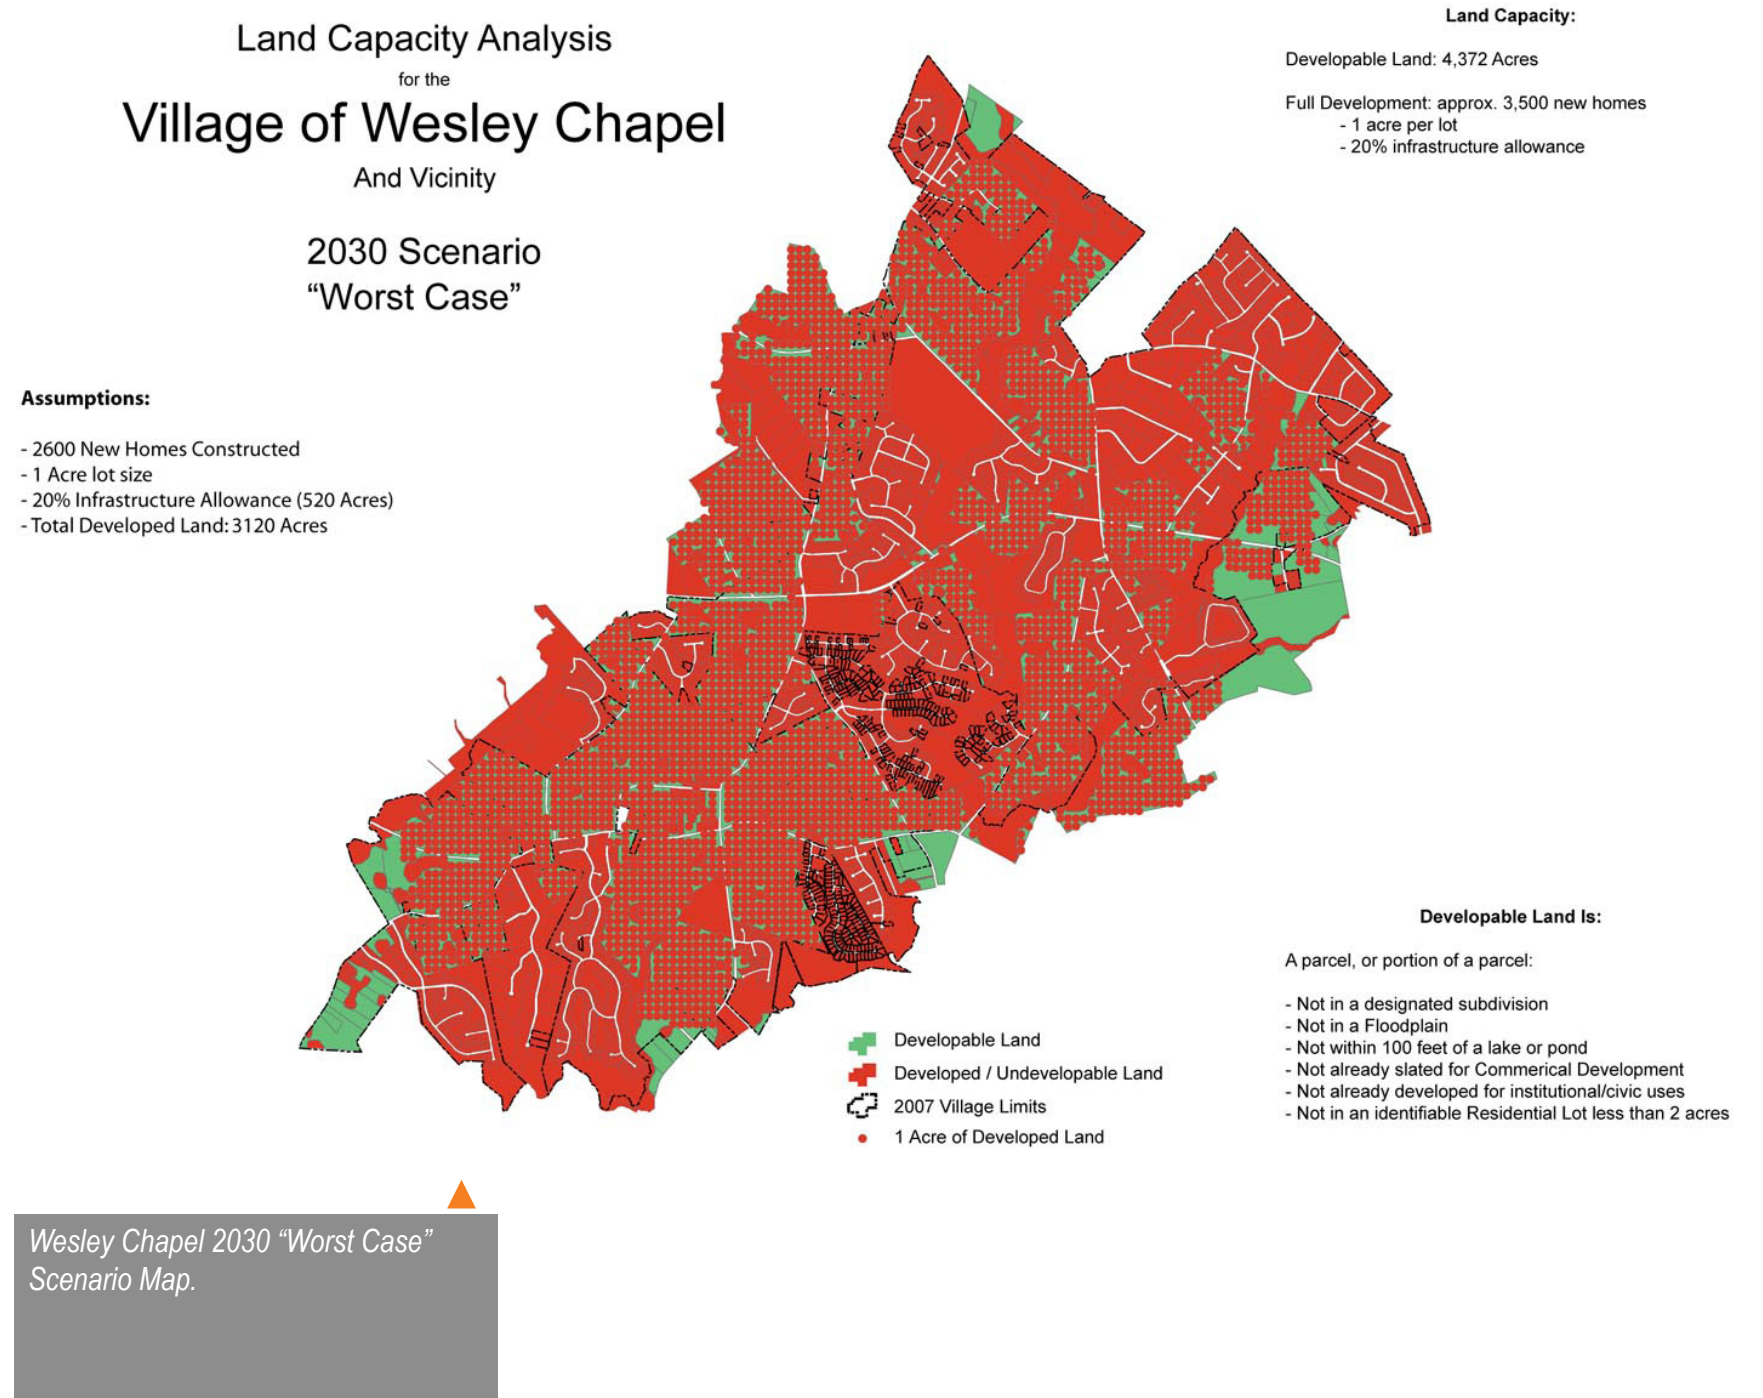 Land Capacity Analysis
for the
Village of Wesley Chapel
And Vicinity
2030 Scenario
“Worst Case”
Land Capacity:
Developable Land: 4,372 Acres
Full Development: approx. 3,500 new homes
- 1 acre per lot
- 20% infrastructure allowance
Assumptions:
- 2600 New Homes Constructed
- 1 Acre lot size
- 20% Infrastructure Allowance (520 Acres)
- Total Developed Land: 3120 Acres
Developable Land Is:
A parcel, or portion of a parcel:
- Not in a designated subdivision
- Not in a Floodplain
- Not within 100 feet of a lake or pond
- Not already slated for Commerical Development
- Not already developed for institutional/civic uses
- Not in an identifiable Residential Lot less than 2 acres
Developable Land
Developed / Undevelopable Land
2007 Village Limits
1 Acre of Developed Land
Wesley Chapel 2030 “Worst Case”
Scenario Map.